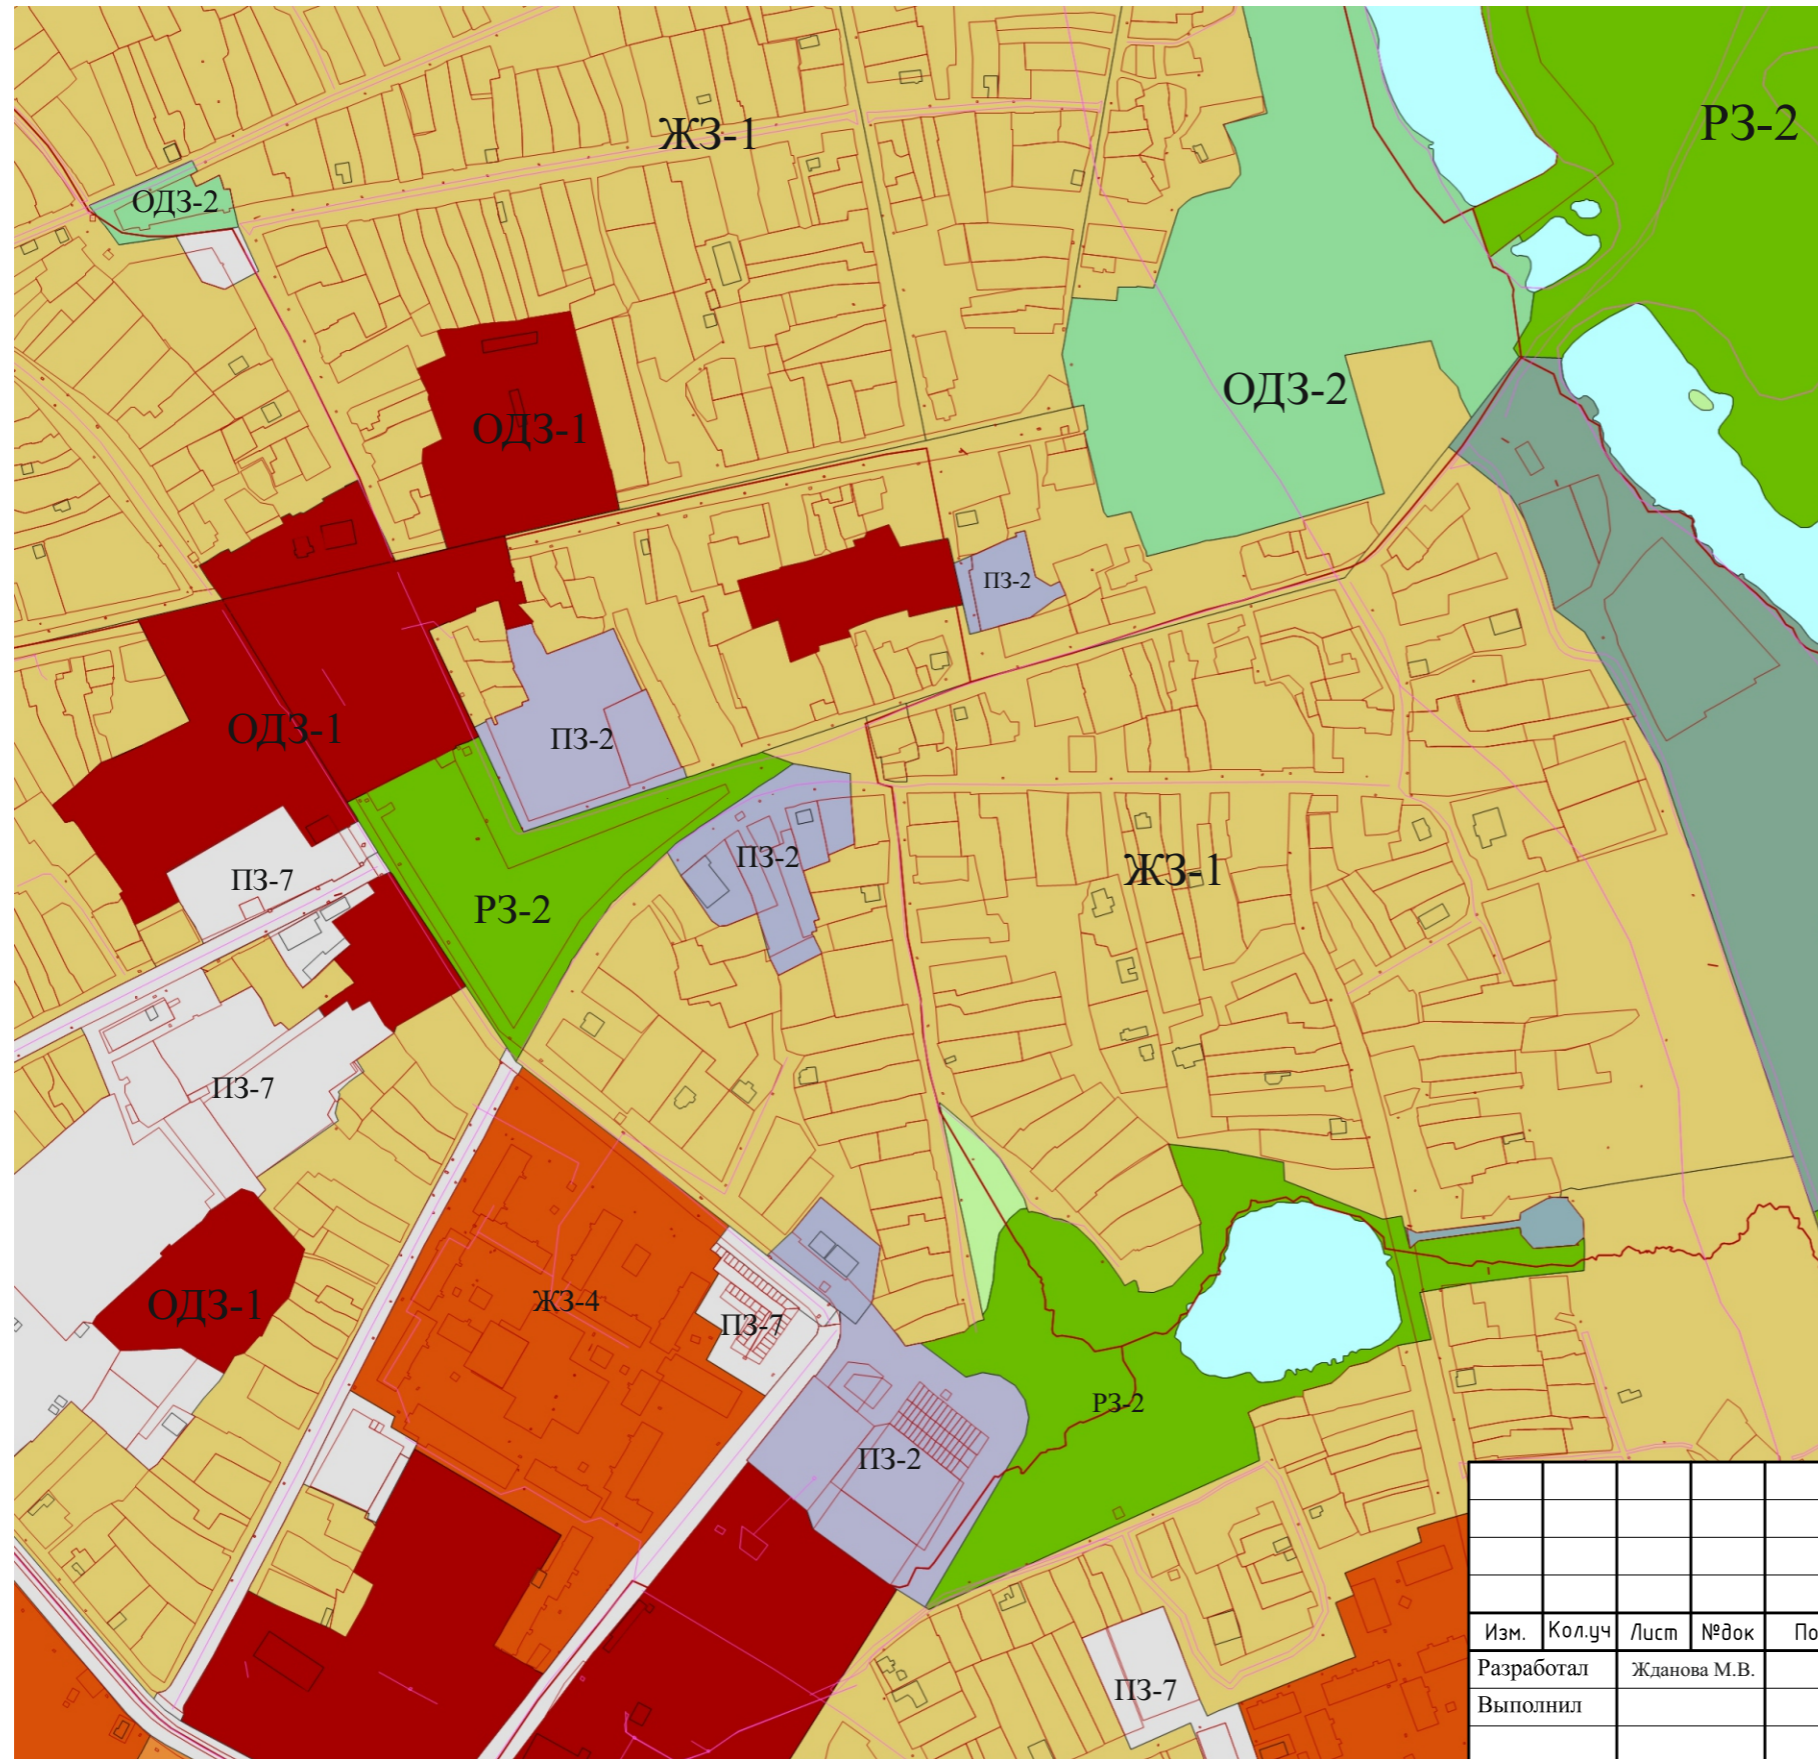 РЗ-2
ЖЗ-1
ОДЗ-2
ОДЗ-2
ОДЗ-1
ПЗ-2
ОДЗ-1
ПЗ-2
ПЗ-2
ЖЗ-1
ПЗ-7
РЗ-2
ПЗ-7
ОДЗ-1
ЖЗ-4
ПЗ-7
РЗ-2
ПЗ-2
ПЗ-7
Изм. Кол.уч Лист №док По
Разработал Жданова М.В.
Выполнил